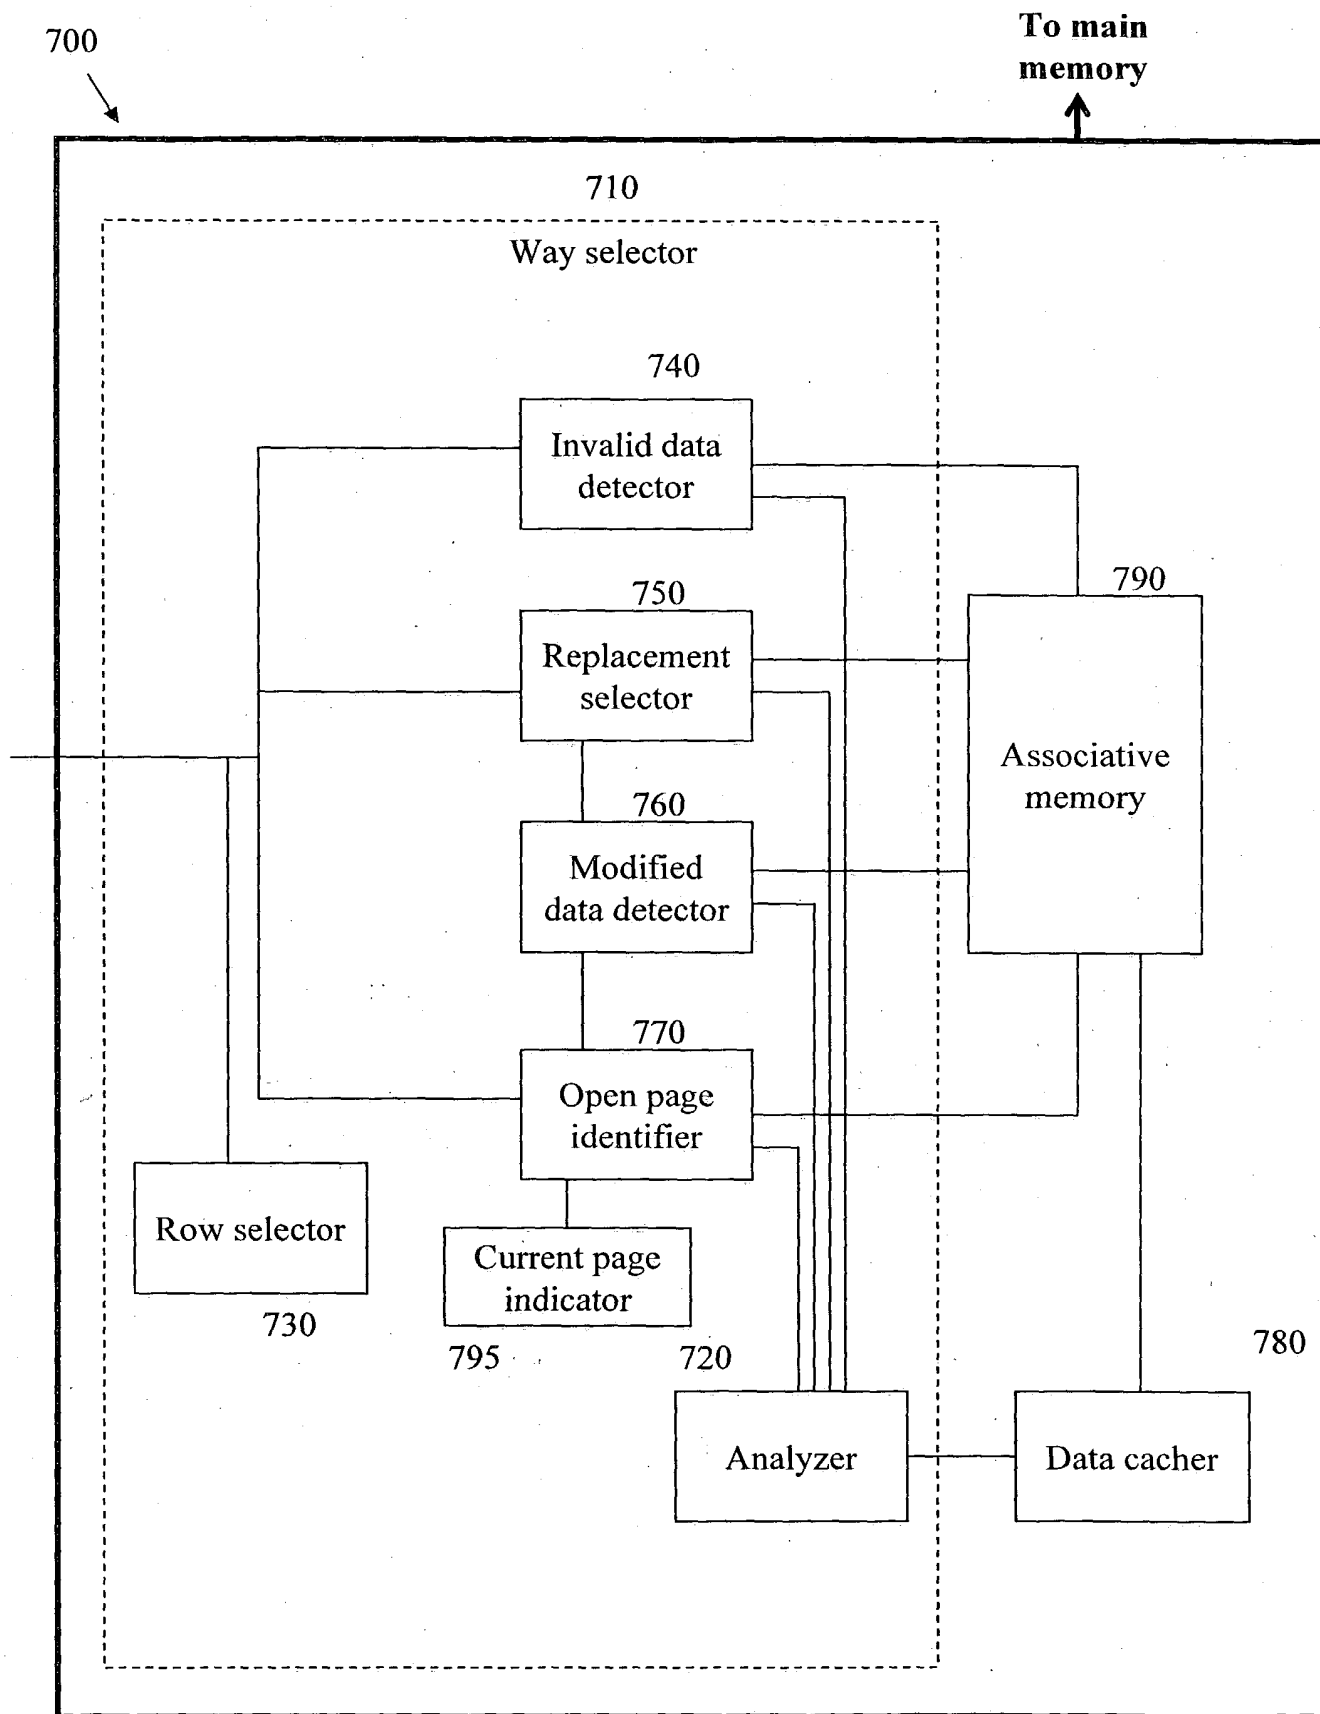 To main
memory
700
710
Way selector
740
Invalid data
detector
750
Replacement
selector
790
Associative
memory
760
Modified
data detector
770
Open page
identifier
Row selector
730
Current page
indicator
795
720
780
Analyzer
Data cacher